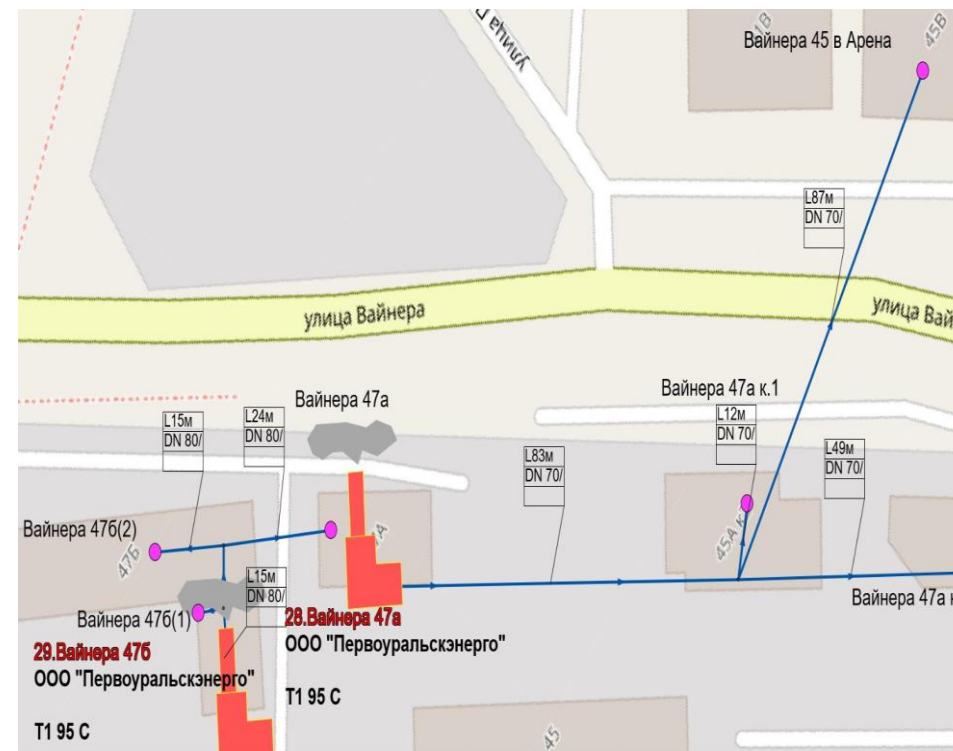 улица П
1В
45В
Вайнера 45 в Арена
L87м
DN 70/
улица Вайнера
улица Вай
Вайнера 47а
Вайнера 47а к.1
L15м
DN 80/
L24м
DN 80/
L12м
DN 70/
L83м
DN 70/
L49м
DN 70/
Вайнера 47б(2)
47Б
45А К
L15м
DN 80/
Вайнера 47б(1)
28.Вайнера 47а
Вайнера 47а к
29.Вайнера 47б
ООО "Первоуральскэнерго"
ООО "Первоуральскэнерго"
Т1 95 С
Т1 95 С
45